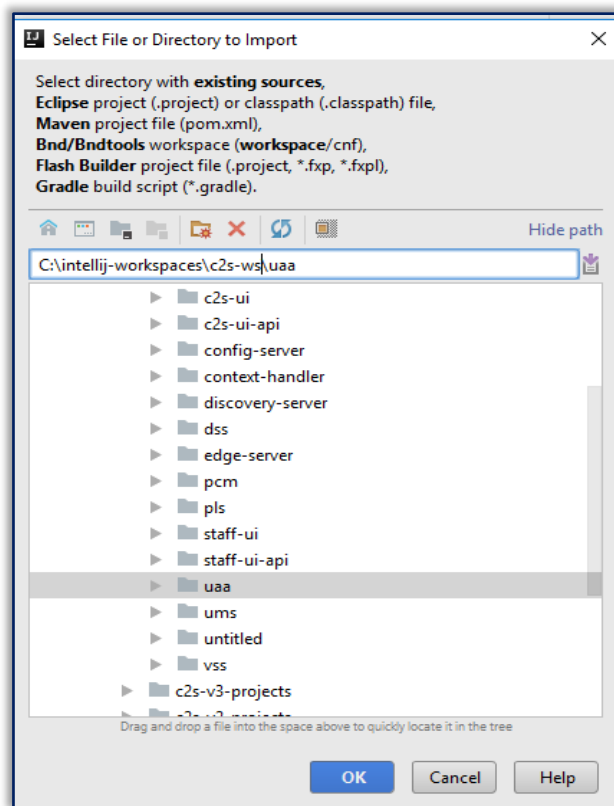 Select File or Directory to Import
Select directory with existing sources,
Eclipse project (.project) or classpath (.classpath) file,
Maven project file (pom.xml),
Bnd/Bndtools workspace (workspace/cnf),
Flash Builder project file (.project, *.fxp, *.fxpl),
Gradle build script (*.gradle).
Hide path
C:\intellij-workspaces\c2s-ws\uaa
c2s-ui
c2s-ui-api
config-server
context-handler
discovery-server
dss
edge-server
pcm
pls
staff-ui
staff-ui-api
uaa
ums
untitled
vss
c2s-v3-projects
Drag and drop a file into the space above to quickly locate it in the tree
OK Cancel Help